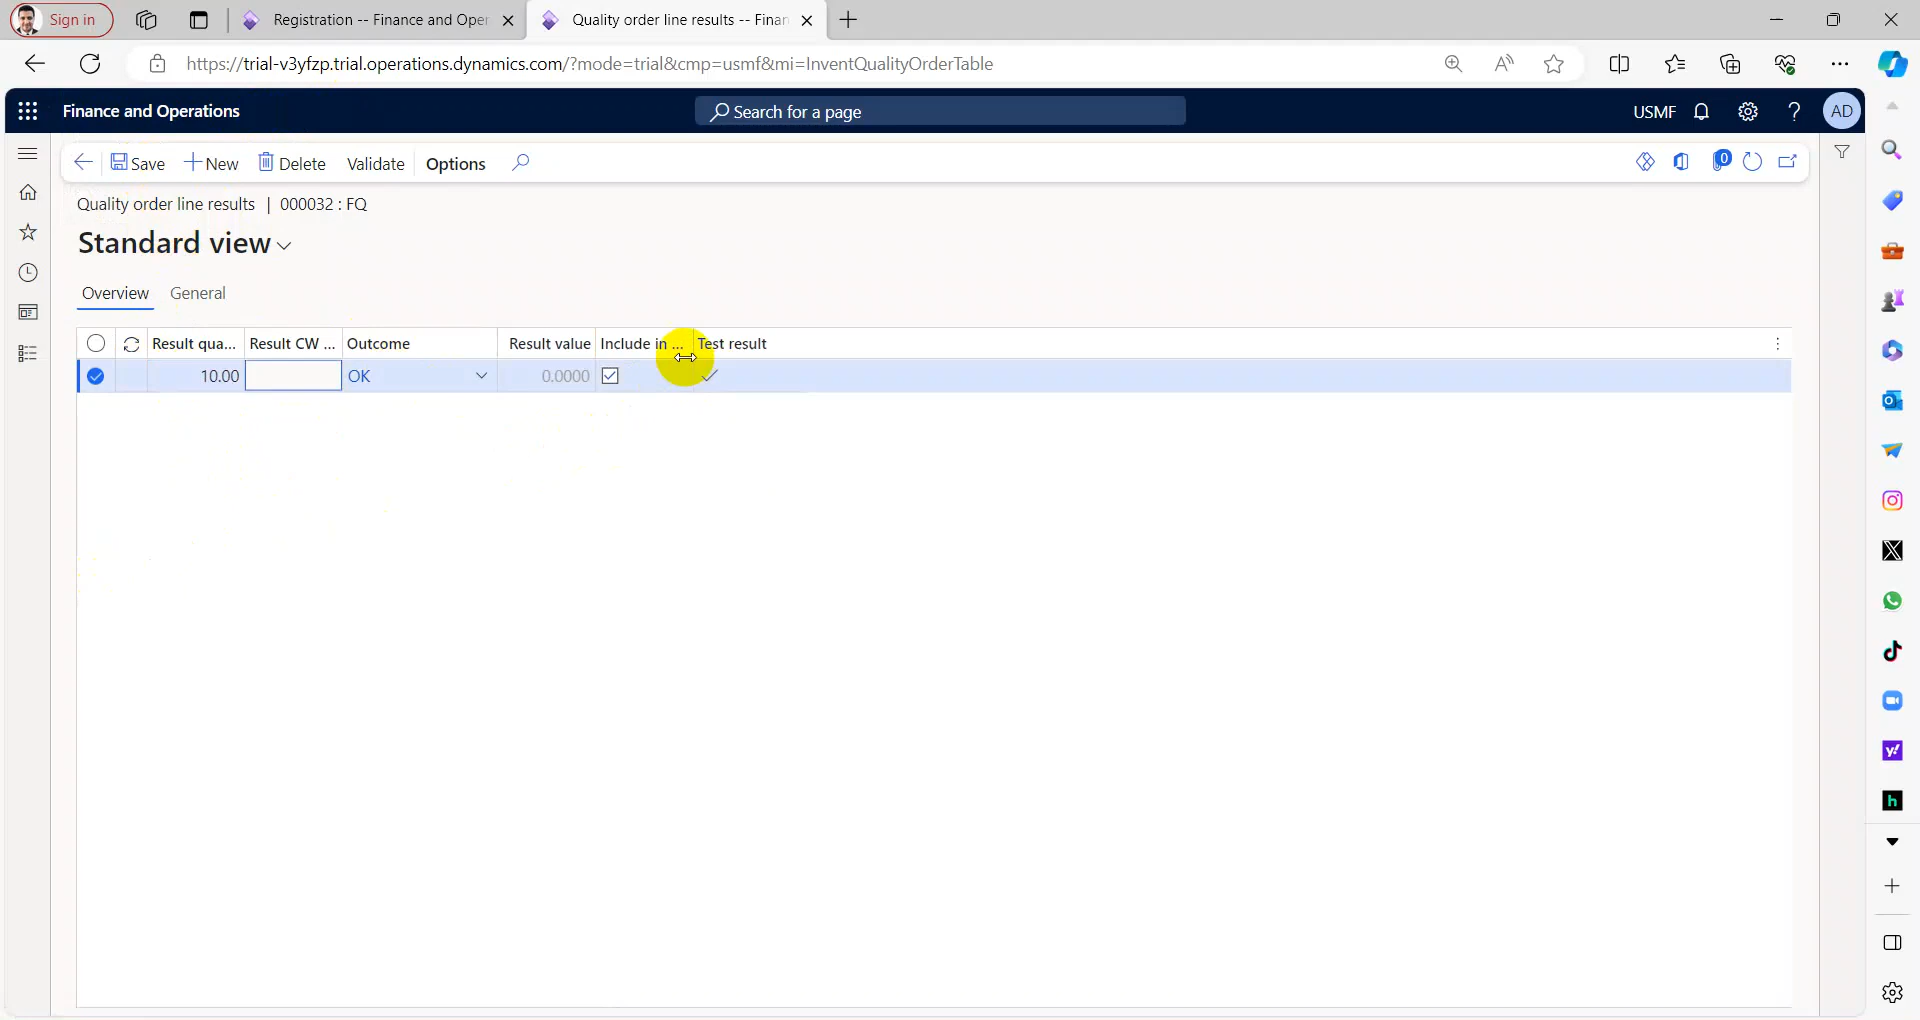 Sign in
Registration -- Finance and Oper
Quality order line results -- Finan
https://trial-v3yfzp.trial.operations.dynamics.com/?mode=trial&cmp=usmf&mi=InventQualityOrderTable
Finance and Operations
Search for a page
USMF
AD
Save
New
Delete
Validate
Options
0
Quality order line results | 000032 : FQ
Standard view
Overview
General
Result qua...
Result CW ...
Outcome
Result value
Include in ...
Test result
10.00
OK
0.0000